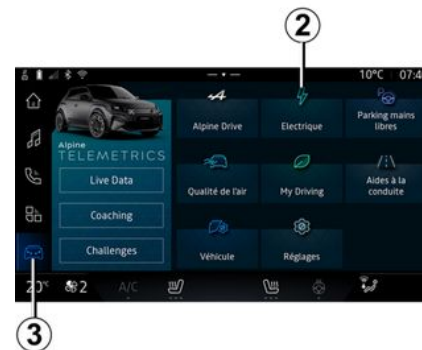 2
10°C 07:4
Alpine
TELEMETRICS
Live Data
Coaching
Challenges
Alpine Drive
Electrique
Parking mains
libres
Qualité de l'air
My Driving
Aides à la
conduite
Véhicule
Réglages
20°C
2
A/C
3